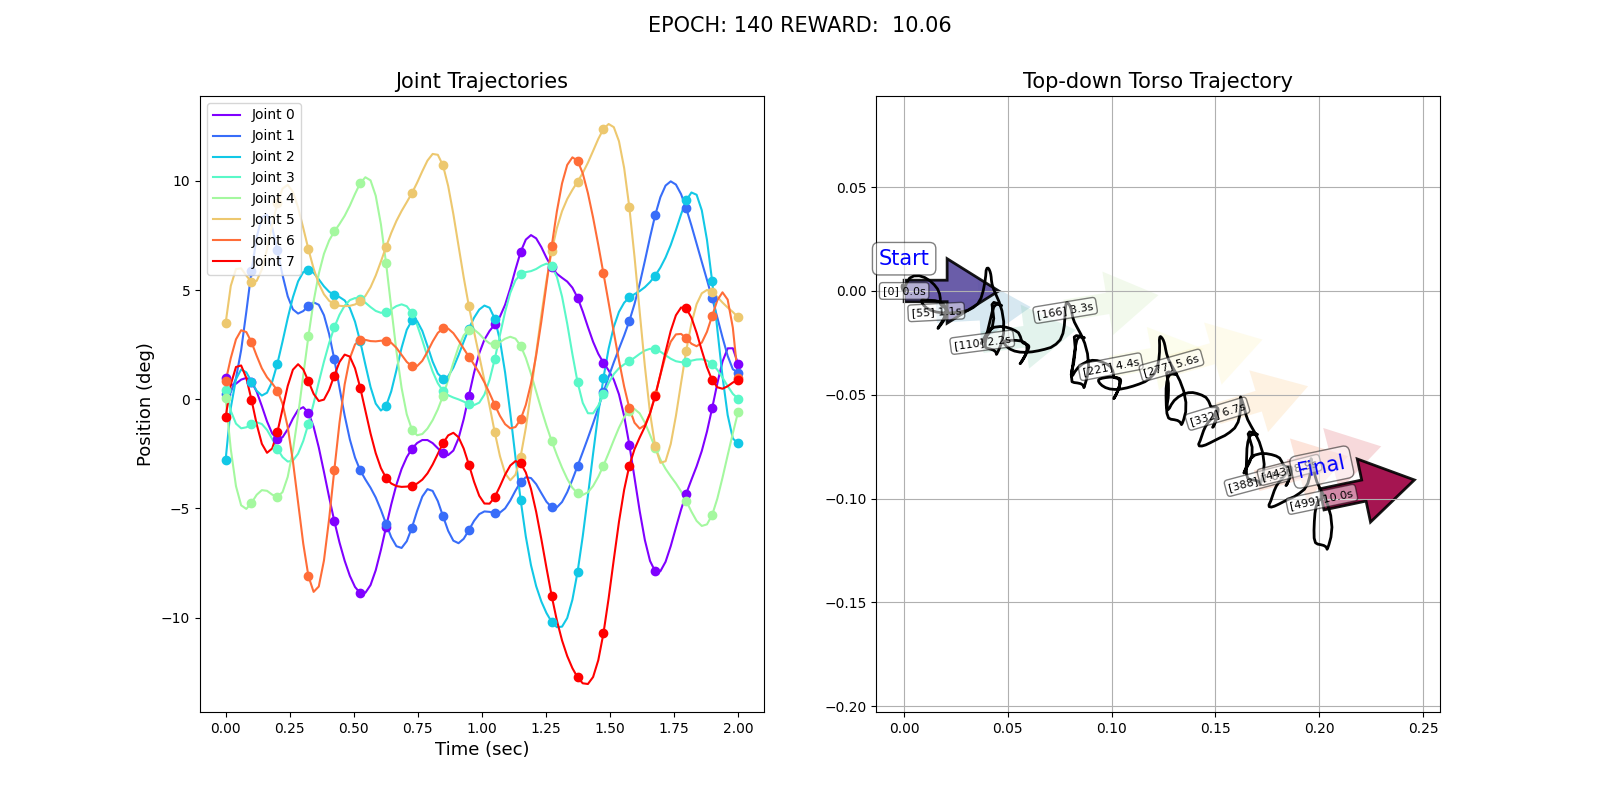 EPOCH: 140 REWARD:  10.06
Joint Trajectories
Joint 0
Joint 1
Joint 2
Joint 3
Joint 4
Joint 5
Joint 6
Joint 7
Position (deg)
10
5
0
−5
−10
0.00 0.25 0.50 0.75 1.00 1.25 1.50 1.75 2.00
Time (sec)
Top-down Torso Trajectory
0.05
0.00
−0.05
−0.10
−0.15
−0.20
Start
[0] 0.0s
[55] 1.1s
[110] 2.2s
[166] 3.3s
[221] 4.4s
[277] 5.6s
[332] 6.7s
[388]
[443]
Final
[499] 10.0s
0.00 0.05 0.10 0.15 0.20 0.25